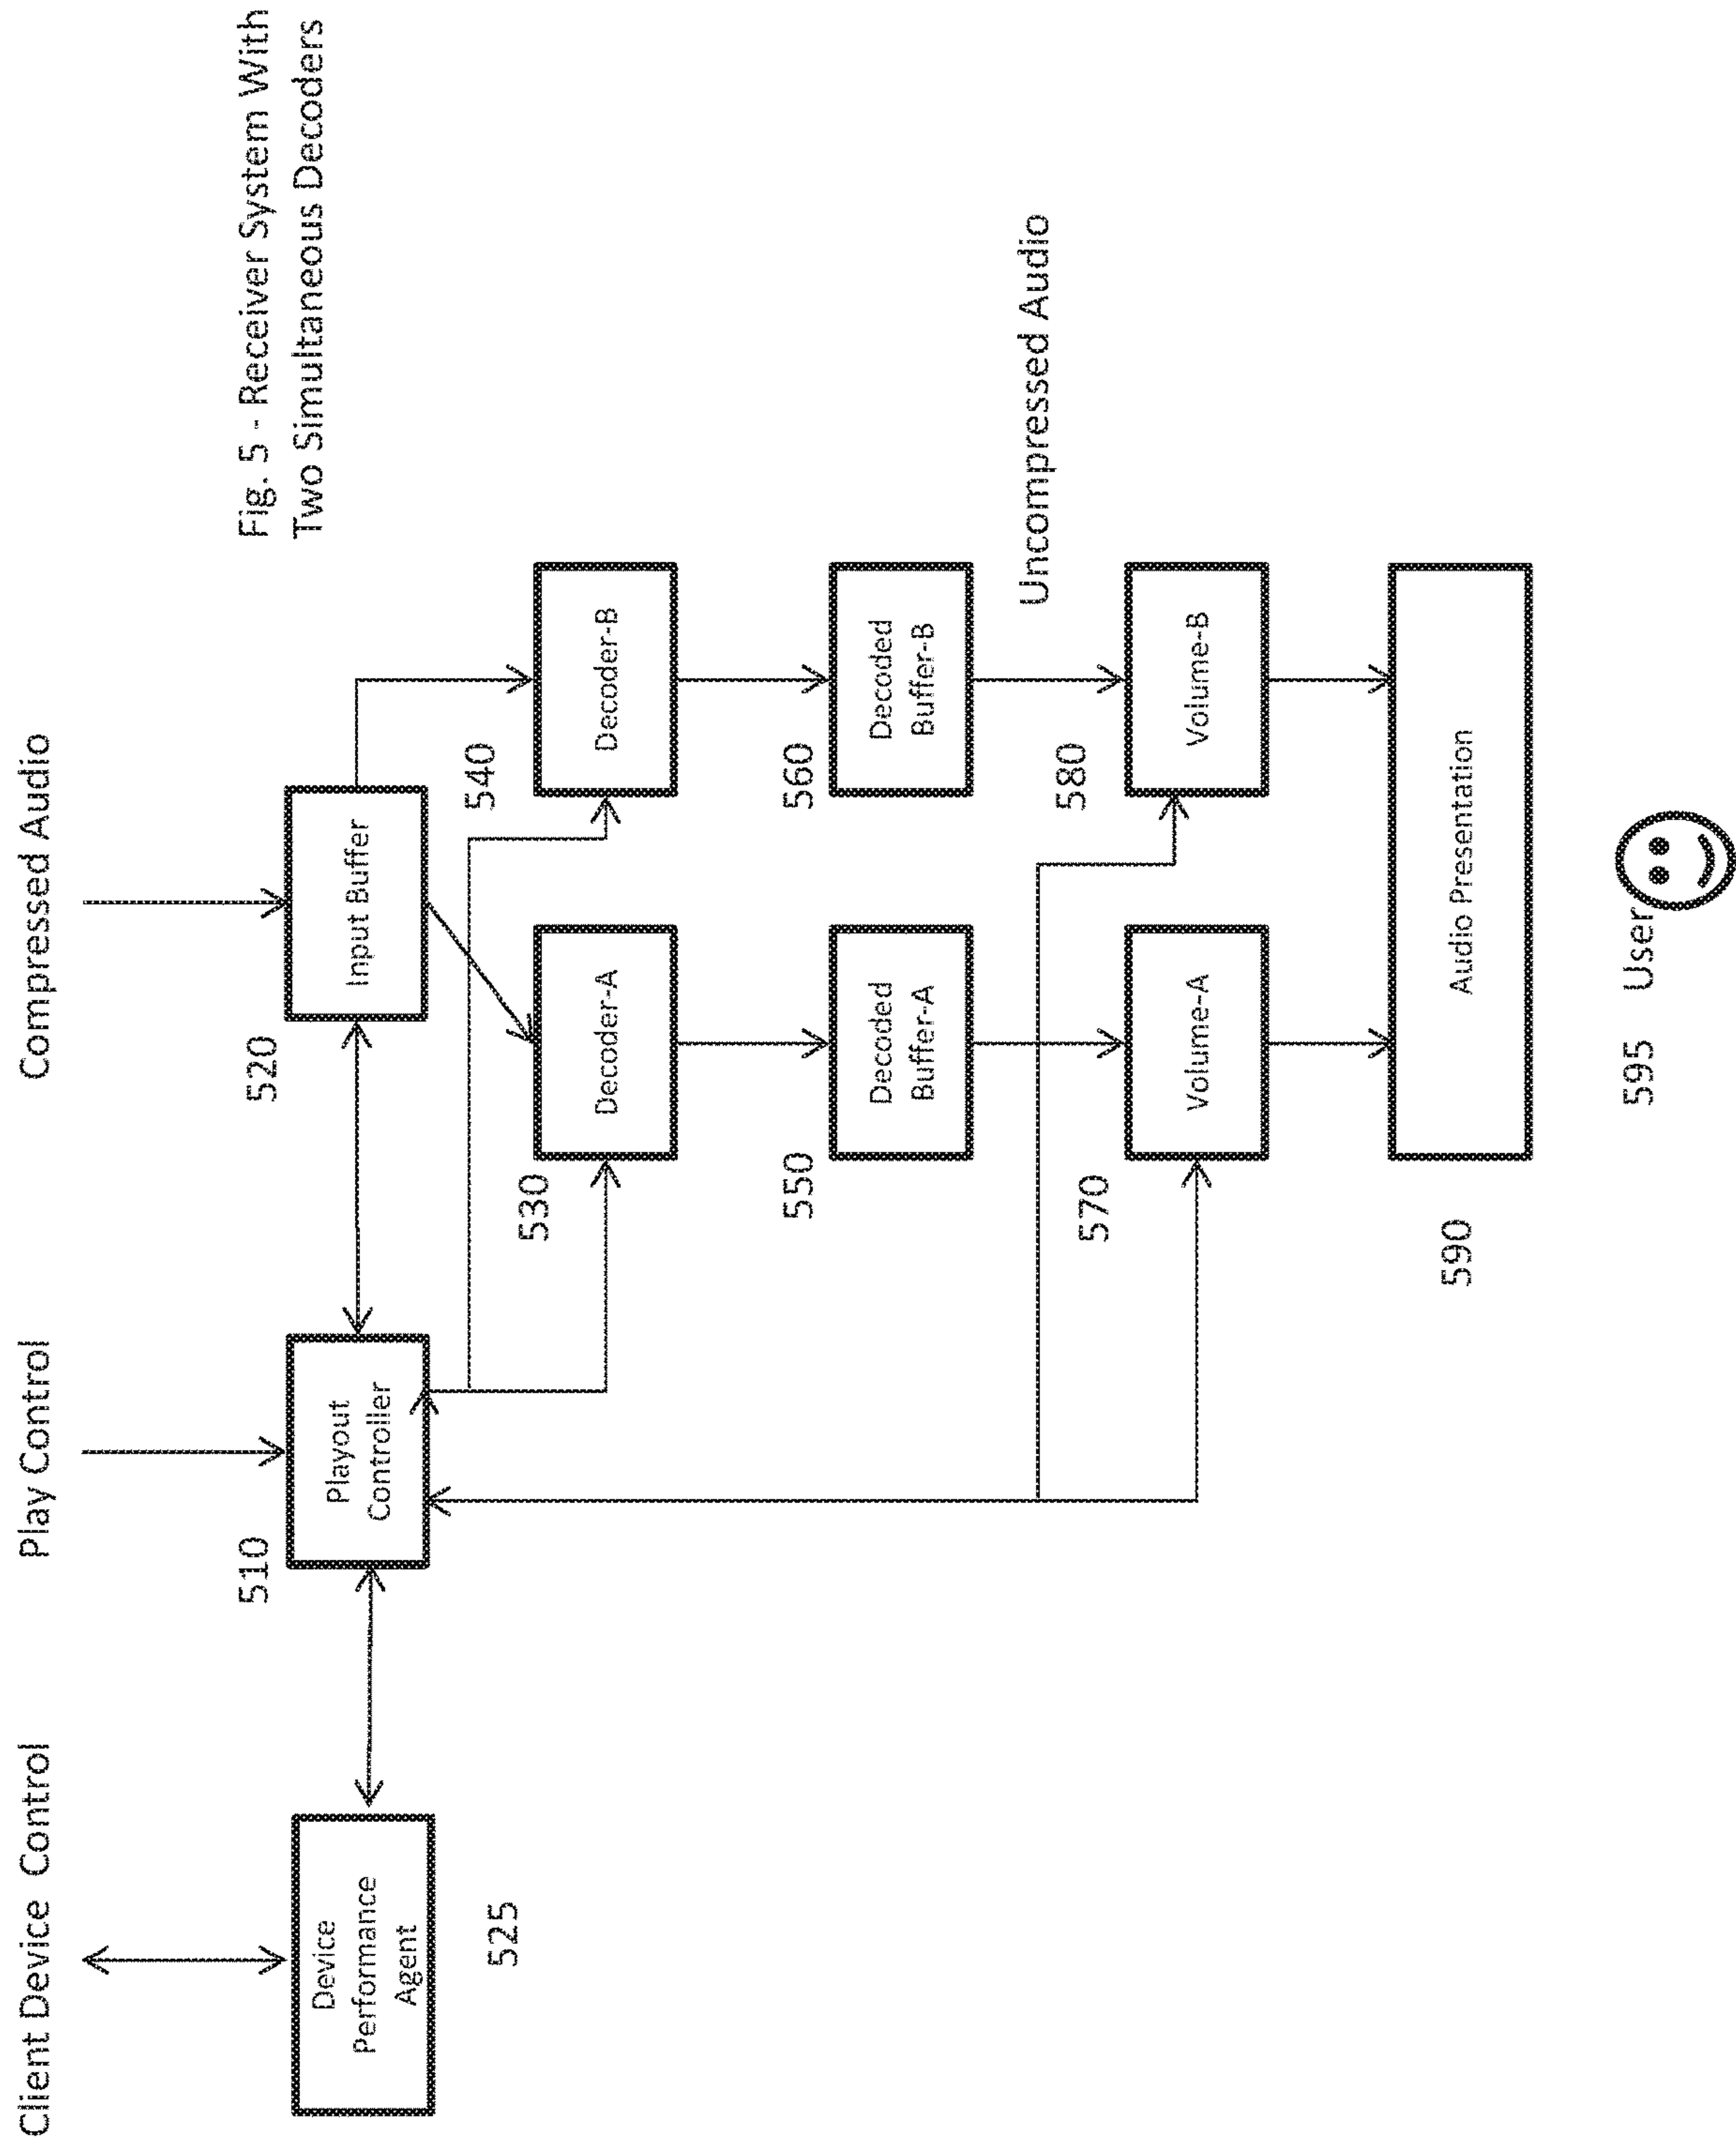 Fig. 5 - Receiver System With
Two Simultaneous Decoders
Client Device Control
Play Control
Compressed Audio
510
520
Device
Performance
Agent
Playout
Controller
Input Buffer
525
530
540
Decoder-A
Decoder-B
550
560
Decoded
Buffer-A
Decoded
Buffer-B
Uncompressed Audio
570
580
Volume-A
Volume-B
590
Audio Presentation
595 User